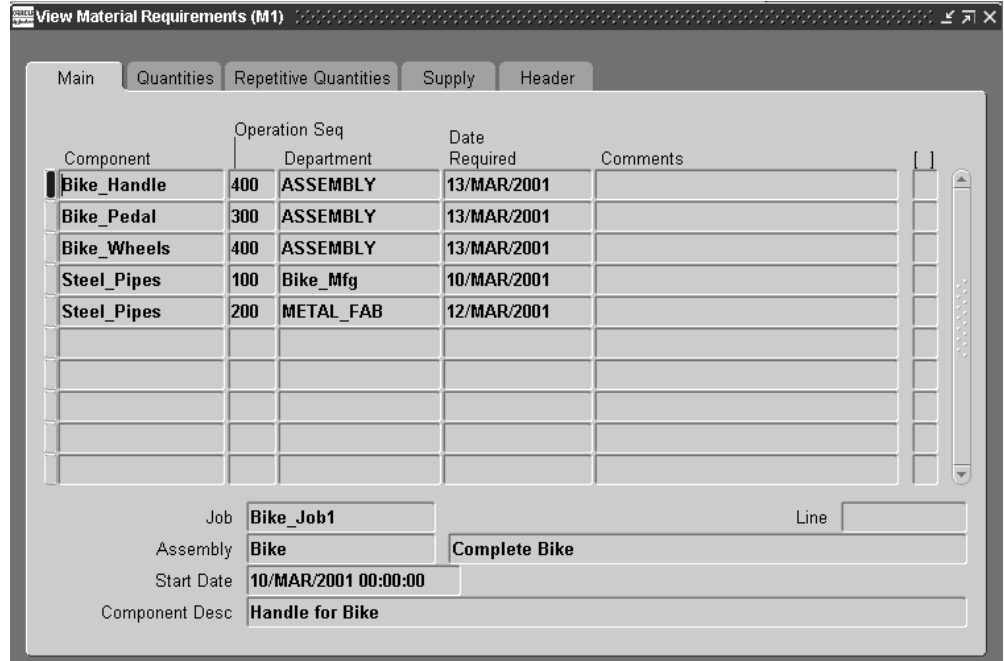 ORACLE
View Material Requirements (M1)
Main Quantities Repetitive Quantities Supply Header
Operation Seq
Date
Component Department Required Comments [ ]
Bike_Handle 400 ASSEMBLY 13/MAR/2001
Bike_Pedal 300 ASSEMBLY 13/MAR/2001
Bike_Wheels 400 ASSEMBLY 13/MAR/2001
Steel_Pipes 100 Bike_Mfg 10/MAR/2001
Steel_Pipes 200 METAL_FAB 12/MAR/2001
Job Bike_Job1 Line
Assembly Bike Complete Bike
Start Date 10/MAR/2001 00:00:00
Component Desc Handle for Bike